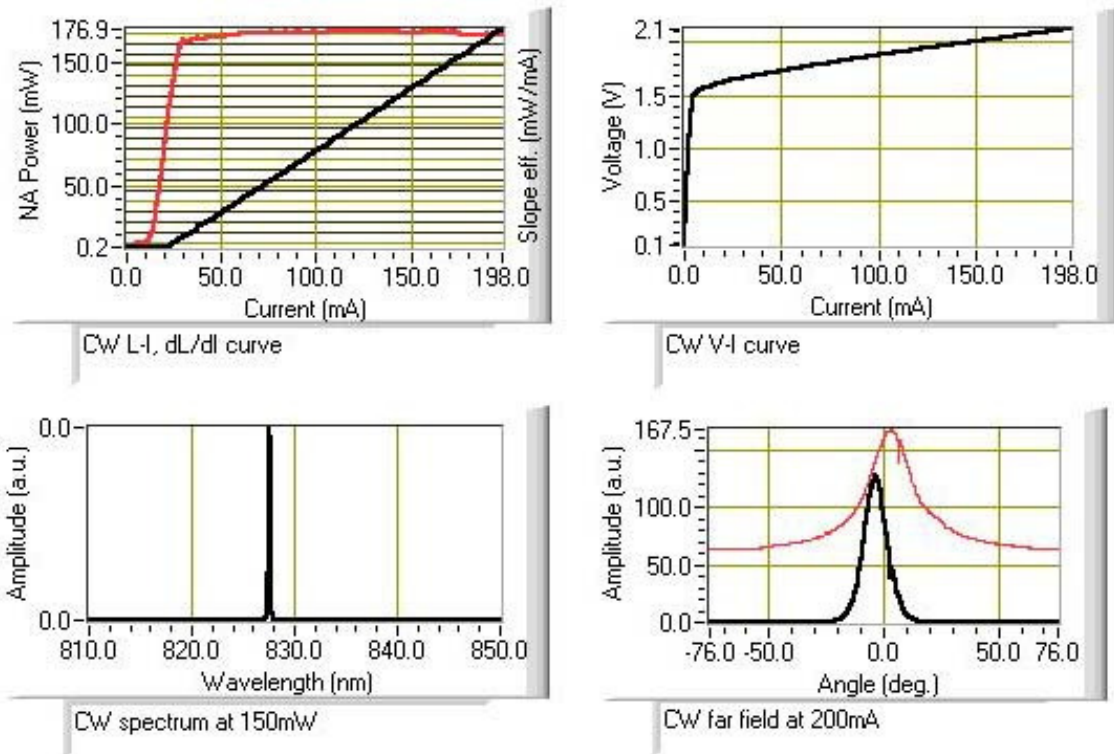 176.9
150.0
100.0
50.0
0.2
NA Power (mW)
Slope eff. (mW/mA)
0.0 50.0 100.0 150.0 198.0
Current (mA)
CW L-I, dL/dI curve
2.1
1.5
1.0
0.5
0.1
Voltage (V)
0.0 50.0 100.0 150.0 198.0
Current (mA)
CW V-I curve
0.0
0.0
Amplitude (a.u.)
810.0 820.0 830.0 840.0 850.0
Wavelength (nm)
CW spectrum at 150mW
167.5
100.0
50.0
0.0
Amplitude (a.u.)
-76.0 -50.0 0.0 50.0 76.0
Angle (deg.)
CW far field at 200mA